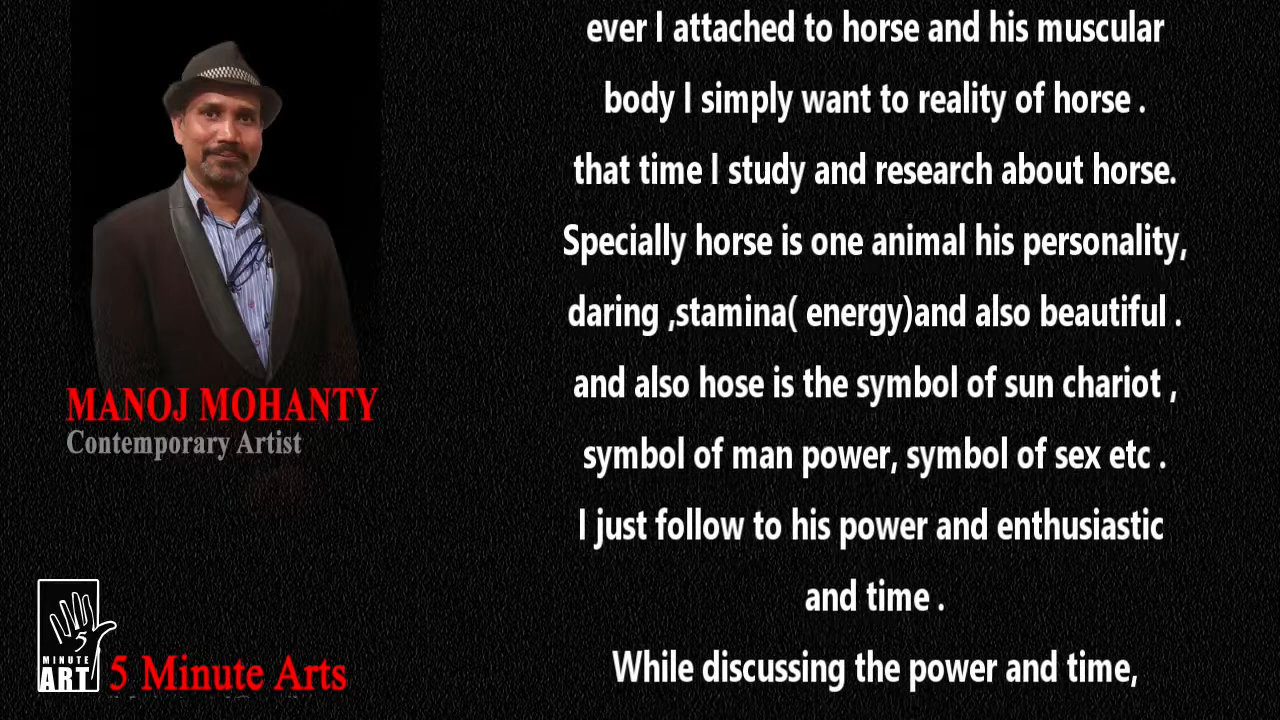 ever I attached to horse and his muscular
body I simply want to reality of horse .
that time I study and research about horse.
Specially horse is one animal his personality,
daring ,stamina( energy)and also beautiful .
and also hose is the symbol of sun chariot ,
symbol of man power, symbol of sex etc .
I just follow to his power and enthusiastic
and time .
While discussing the power and time,
MANOJ MOHANTY
Contemporary Artist
5
MINUTE
ART
5 Minute Arts